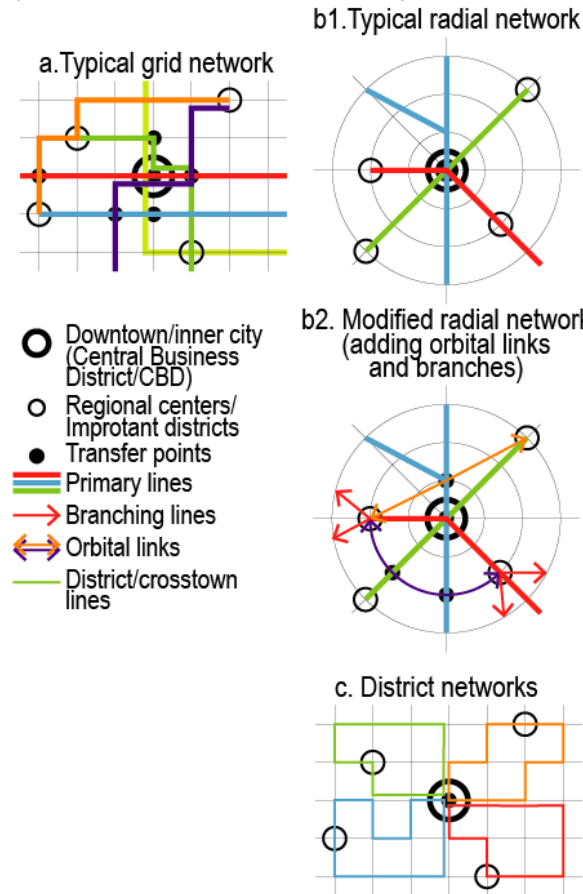 a.Typical grid network
b1.Typical radial network
Downtown/inner city
(Central Business
District/CBD)
Regional centers/
Improtant districts
Transfer points
Primary lines
Branching lines
Orbital links
District/crosstown
lines
b2. Modified radial network
(adding orbital links
and branches)
c. District networks